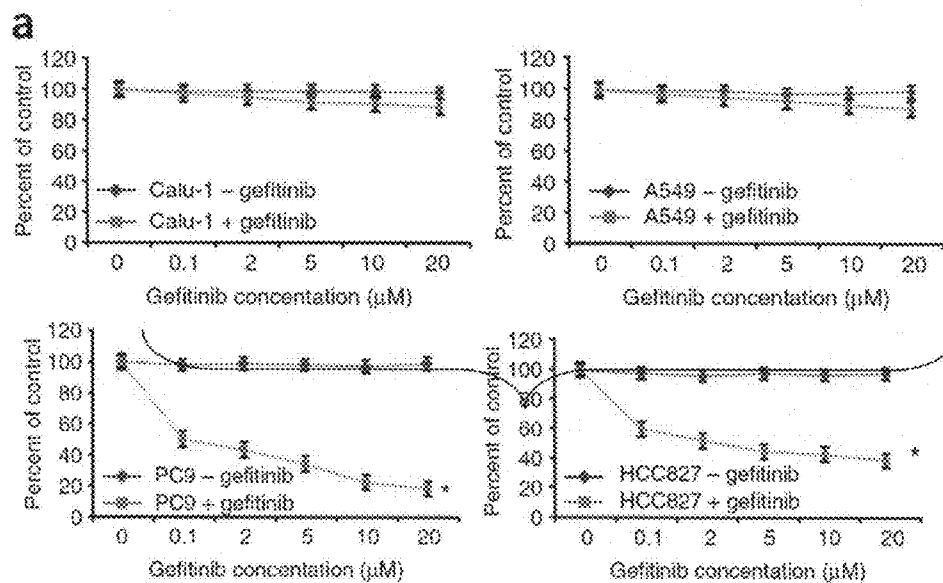 a
Percent of control
120
100
80
60
40
20
0
Calu-1 – gefitinib
Calu-1 + gefitinib
0 0.1 2 5 10 20
Gefitinib concentation (µM)
Percent of control
120
100
80
60
40
20
0
A549 – gefitinib
A549 + gefitinib
0 0.1 2 5 10 20
Gefitinib concentation (µM)
Percent of control
120
100
80
60
40
20
0
PC9 – gefitinib
PC9 + gefitinib
*
0 0.1 2 5 10 20
Gefitinib concentation (µM)
Percent of control
120
100
80
60
40
20
0
HCC827 – gefitinib
HCC827 + gefitinib
*
0 0.1 2 5 10 20
Gefitinib concentation (µM)